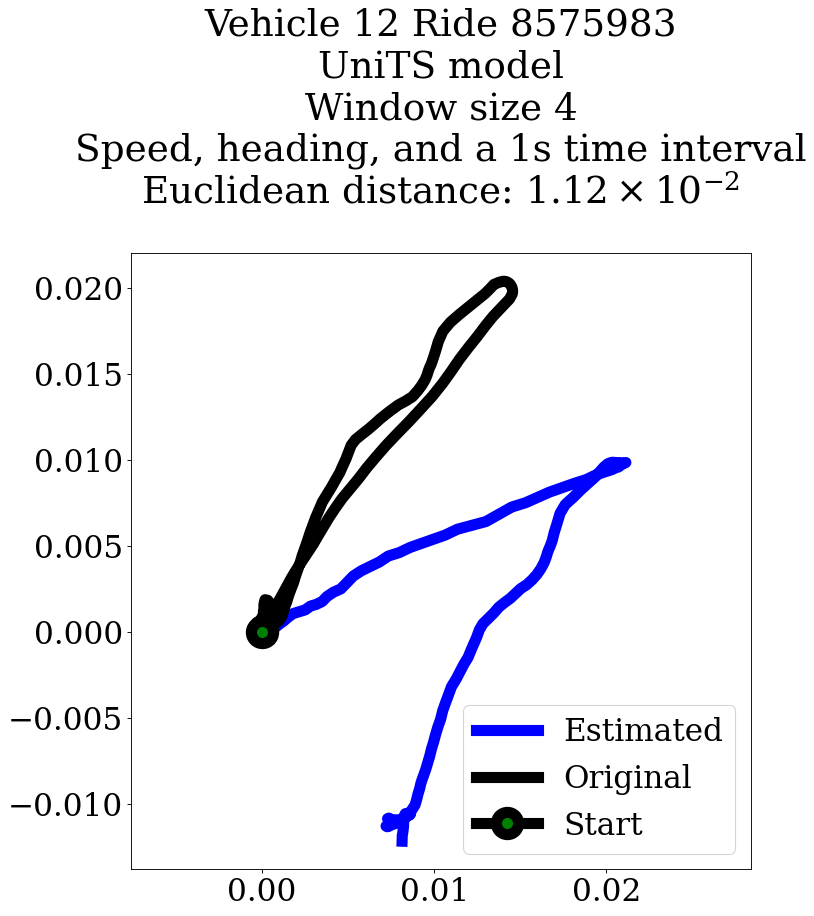 Vehicle 12 Ride 8575983
UniTS model
Window size 4
Speed, heading, and a 1s time interval
Euclidean distance: 1.12 × 10⁻²
0.020
0.015
0.010
0.005
0.000
−0.005
−0.010
Estimated
Original
Start
0.00 0.01 0.02